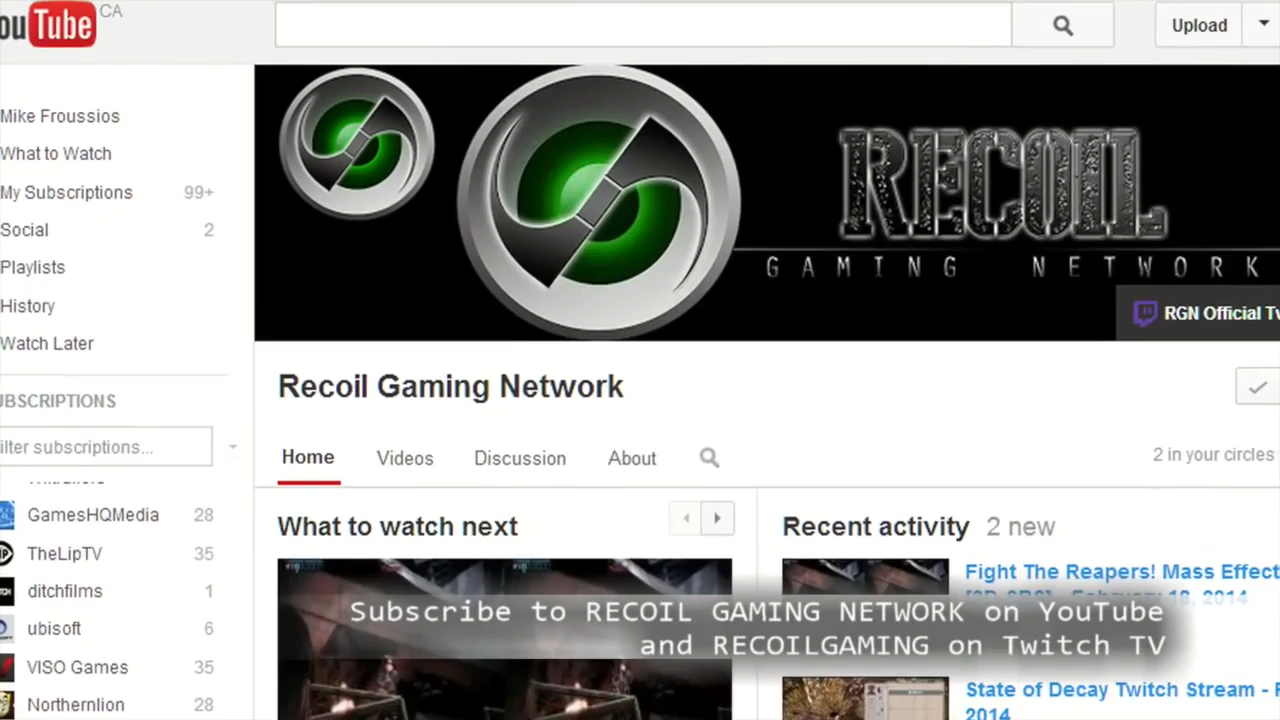 YouTube CA
Upload
Mike Froussios
What to Watch
My Subscriptions 99+
Social 2
Playlists
History
Watch Later
RECOIL
GAMING NETWORK
RGN Official Tw
Recoil Gaming Network
Home Videos Discussion About
2 in your circles
UBSCRIPTIONS
ilter subscriptions...
GamesHQMedia 28
TheLipTV 35
ditchfilms 1
ubisoft 6
VISO Games 35
Northernlion 28
What to watch next
Recent activity 2 new
Fight The Reapers! Mass Effect
2014
Subscribe to RECOIL GAMING NETWORK on YouTube
and RECOILGAMING on Twitch TV
State of Decay Twitch Stream -
2014